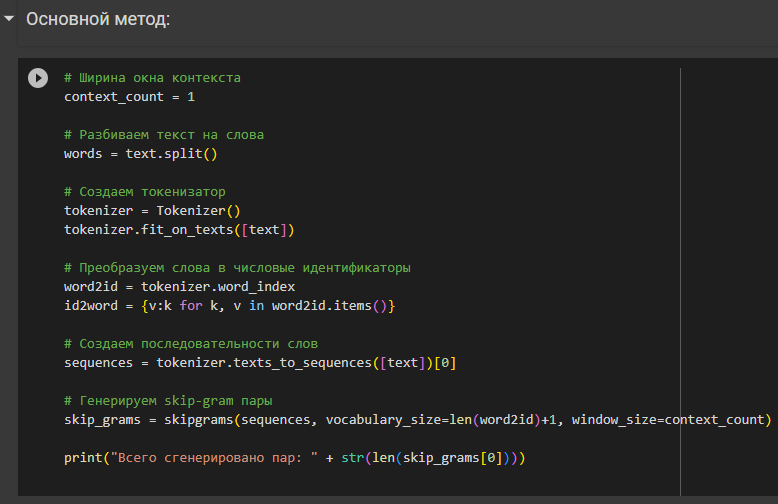 Основной метод:
# Ширина окна контекста
context_count = 1
# Разбиваем текст на слова
words = text.split()
# Создаем токенизатор
tokenizer = Tokenizer()
tokenizer.fit_on_texts([text])
# Преобразуем слова в числовые идентификаторы
word2id = tokenizer.word_index
id2word = {v:k for k, v in word2id.items()}
# Создаем последовательности слов
sequences = tokenizer.texts_to_sequences([text])[0]
# Генерируем skip-gram пары
skip_grams = skipgrams(sequences, vocabulary_size=len(word2id)+1, window_size=context_count)
print("Всего сгенерировано пар: " + str(len(skip_grams[0])))